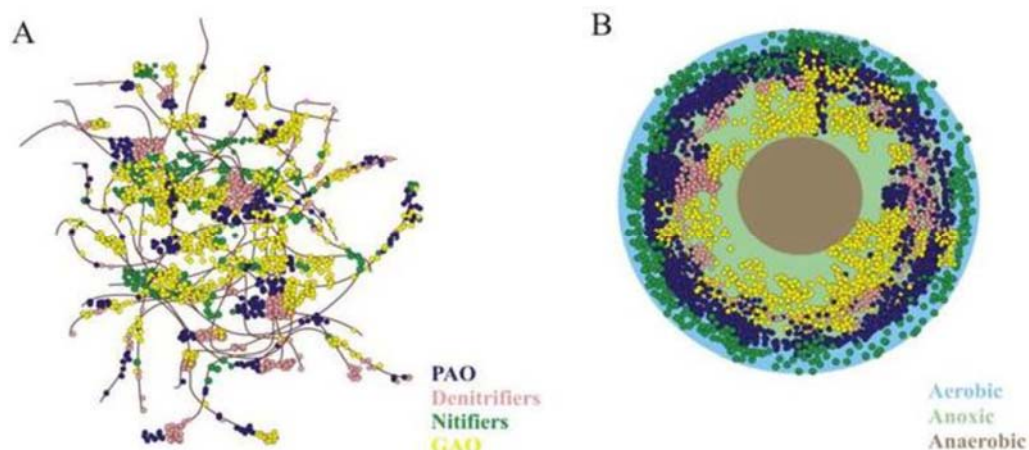 A
B
PAO
Denitrifiers
Nitifiers
GAO
Aerobic
Anoxic
Anaerobic